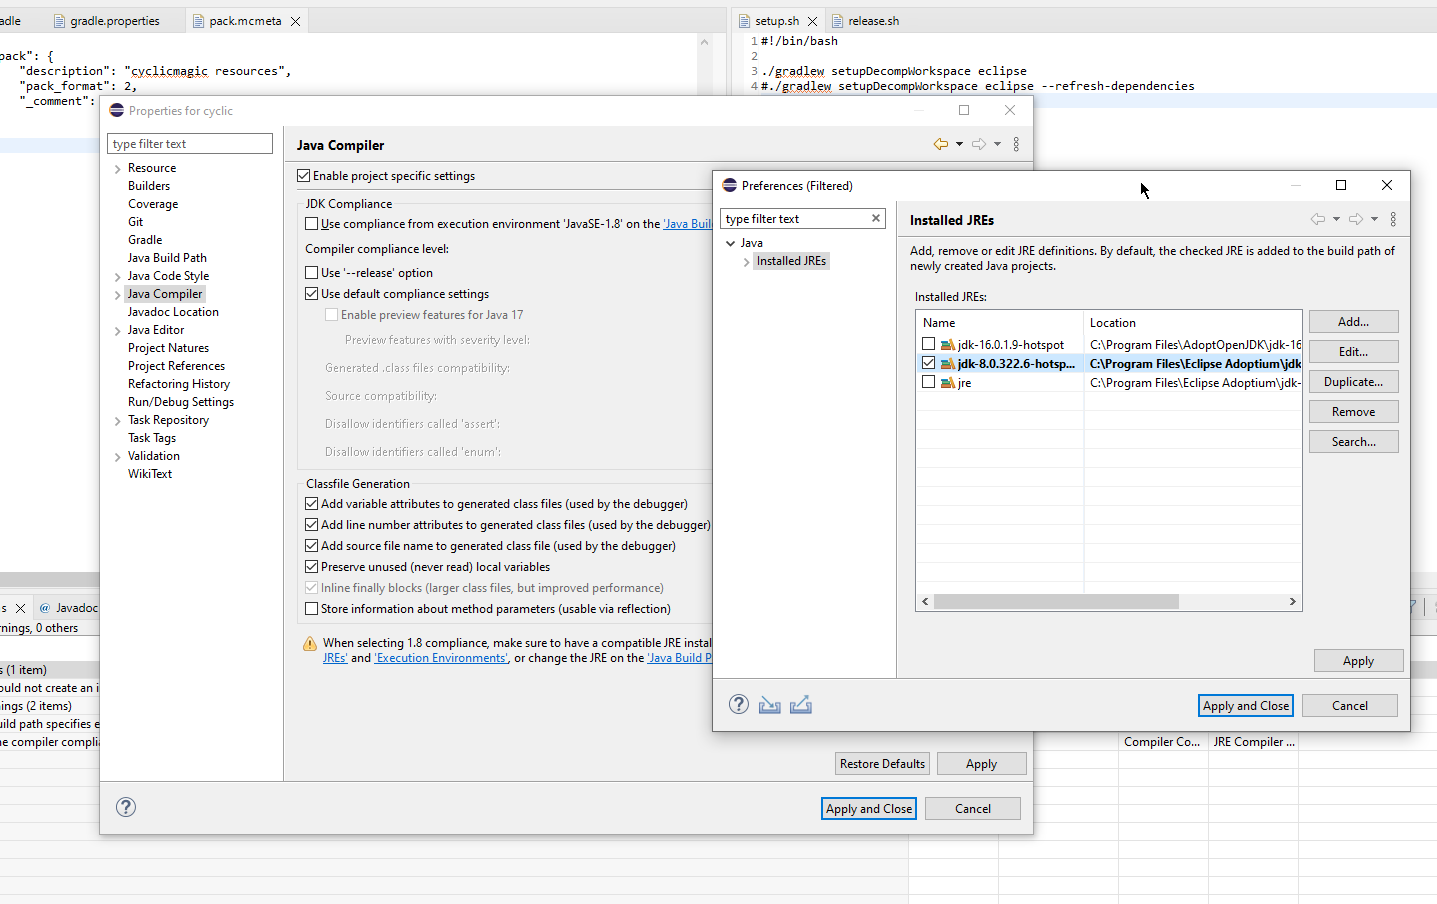 adle
gradle.properties
pack.mcmeta
setup.sh
release.sh
pack": {
"description": "cyclicmagic resources",
"pack_format": 2,
"_comment":
1 #!/bin/bash
2
3 ./gradlew setupDecompWorkspace eclipse
4 #./gradlew setupDecompWorkspace eclipse --refresh-dependencies
Properties for cyclic
type filter text
Resource
Builders
Coverage
Git
Gradle
Java Build Path
Java Code Style
Java Compiler
Javadoc Location
Java Editor
Project Natures
Project References
Refactoring History
Run/Debug Settings
Task Repository
Task Tags
Validation
WikiText
Java Compiler
Enable project specific settings
JDK Compliance
Use compliance from execution environment 'JavaSE-1.8' on the 'Java Buil
Compiler compliance level:
Use '--release' option
Use default compliance settings
Enable preview features for Java 17
Preview features with severity level:
Generated .class files compatibility:
Source compatibility:
Disallow identifiers called 'assert':
Disallow identifiers called 'enum':
Classfile Generation
Add variable attributes to generated class files (used by the debugger)
Add line number attributes to generated class files (used by the debugger)
Add source file name to generated class file (used by the debugger)
Preserve unused (never read) local variables
Inline finally blocks (larger class files, but improved performance)
Store information about method parameters (usable via reflection)
When selecting 1.8 compliance, make sure to have a compatible JRE instal
JREs' and 'Execution Environments', or change the JRE on the 'Java Build P
Restore Defaults
Apply
Apply and Close
Cancel
Preferences (Filtered)
type filter text
Java
Installed JREs
Installed JREs
Add, remove or edit JRE definitions. By default, the checked JRE is added to the build path of
newly created Java projects.
Installed JREs:
Name Location
jdk-16.0.1.9-hotspot C:\Program Files\AdoptOpenJDK\jdk-16
jdk-8.0.322.6-hotsp... C:\Program Files\Eclipse Adoptium\jdk
jre C:\Program Files\Eclipse Adoptium\jdk-
Add...
Edit...
Duplicate...
Remove
Search...
Apply
Apply and Close
Cancel
s
Javadoc
rnings, 0 others
s (1 item)
ould not create an i
nings (2 items)
uild path specifies e
ne compiler complia
Compiler Co...
JRE Compiler ...